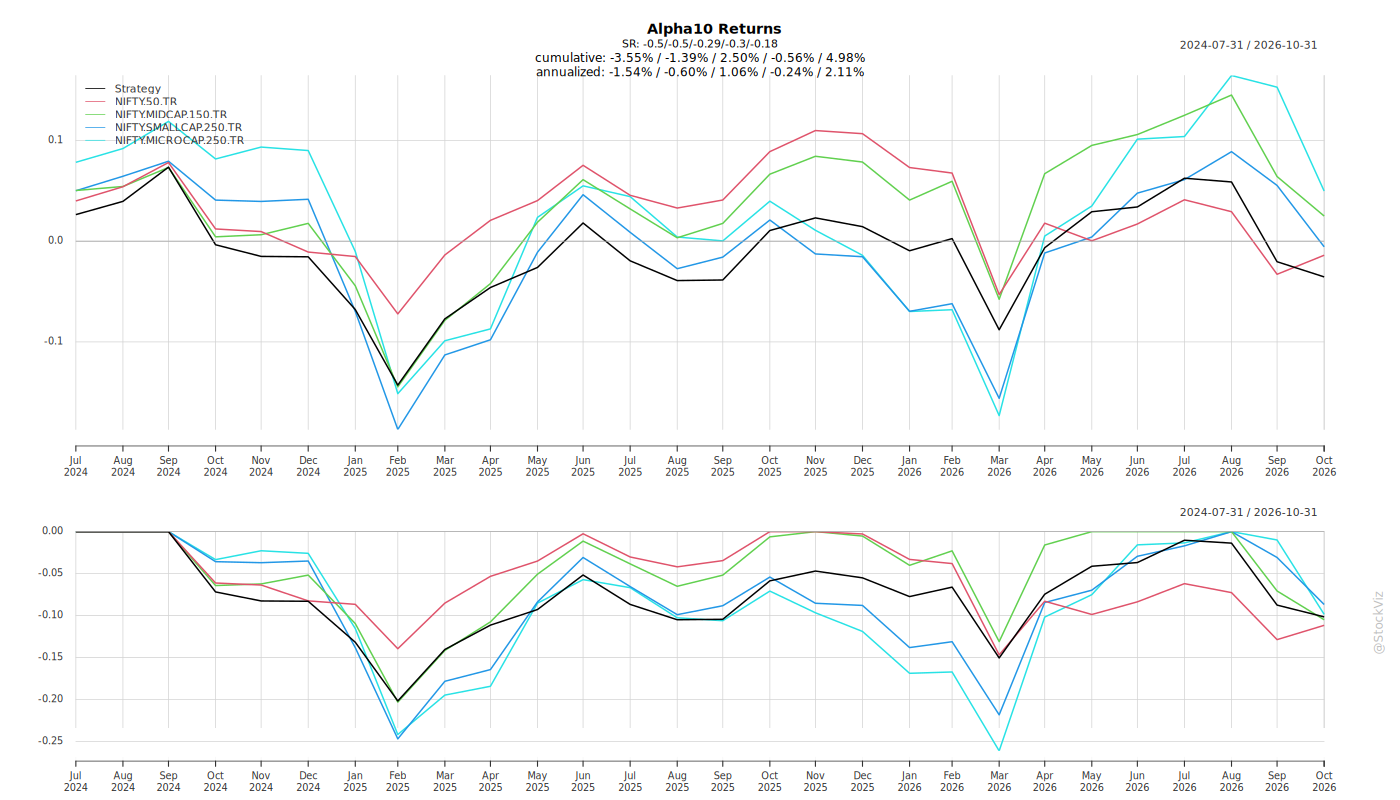 Alpha10 Returns
SR: -0.5/-0.5/-0.29/-0.3/-0.18
cumulative: -3.55% / -1.39% / 2.50% / -0.56% / 4.98%
annualized: -1.54% / -0.60% / 1.06% / -0.24% / 2.11%
2024-07-31 / 2026-10-31
Strategy
NIFTY.50.TR
NIFTY.MIDCAP.150.TR
NIFTY.SMALLCAP.250.TR
NIFTY.MICROCAP.250.TR
0.1
0.0
-0.1
Jul Aug Sep Oct Nov Dec Jan Feb Mar Apr May Jun Jul Aug Sep Oct Nov Dec Jan Feb Mar Apr May Jun Jul Aug Sep Oct
2024 2024 2024 2024 2024 2024 2025 2025 2025 2025 2025 2025 2025 2025 2025 2025 2025 2025 2026 2026 2026 2026 2026 2026 2026 2026 2026 2026
2024-07-31 / 2026-10-31
0.00
-0.05
-0.10
-0.15
-0.20
-0.25
Jul Aug Sep Oct Nov Dec Jan Feb Mar Apr May Jun Jul Aug Sep Oct Nov Dec Jan Feb Mar Apr May Jun Jul Aug Sep Oct
2024 2024 2024 2024 2024 2024 2025 2025 2025 2025 2025 2025 2025 2025 2025 2025 2025 2025 2026 2026 2026 2026 2026 2026 2026 2026 2026 2026
@StockViz